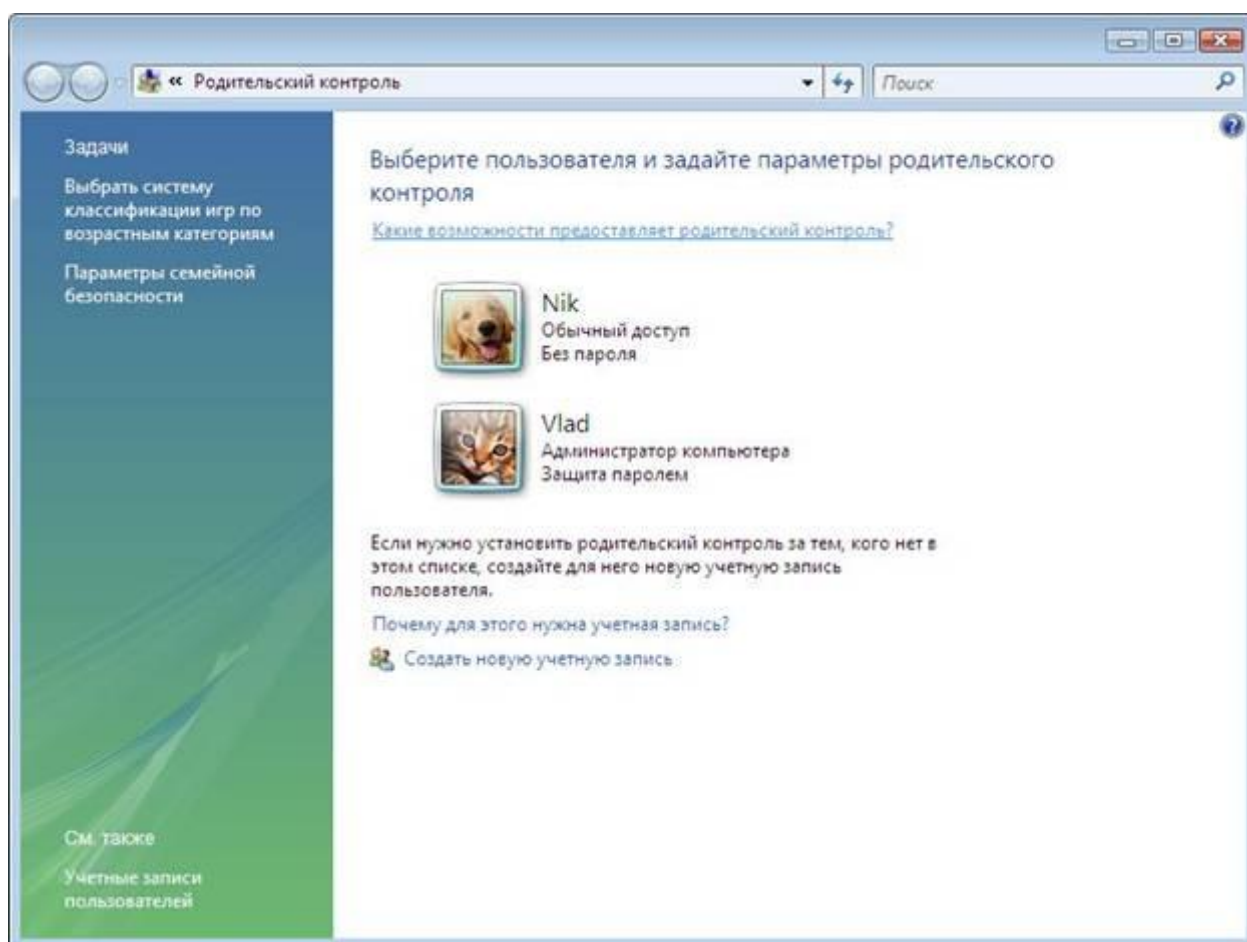 « Родительский контроль
Поиск
Задачи
Выбрать систему
классификации игр по
возрастным категориям
Параметры семейной
безопасности
Выберите пользователя и задайте параметры родительского
контроля
Какие возможности предоставляет родительский контроль?
Nik
Обычный доступ
Без пароля
Vlad
Администратор компьютера
Защита паролем
Если нужно установить родительский контроль за тем, кого нет в
этом списке, создайте для него новую учетную запись
пользователя.
Почему для этого нужна учетная запись?
Создать новую учетную запись
См. также
Учетные записи
пользователей